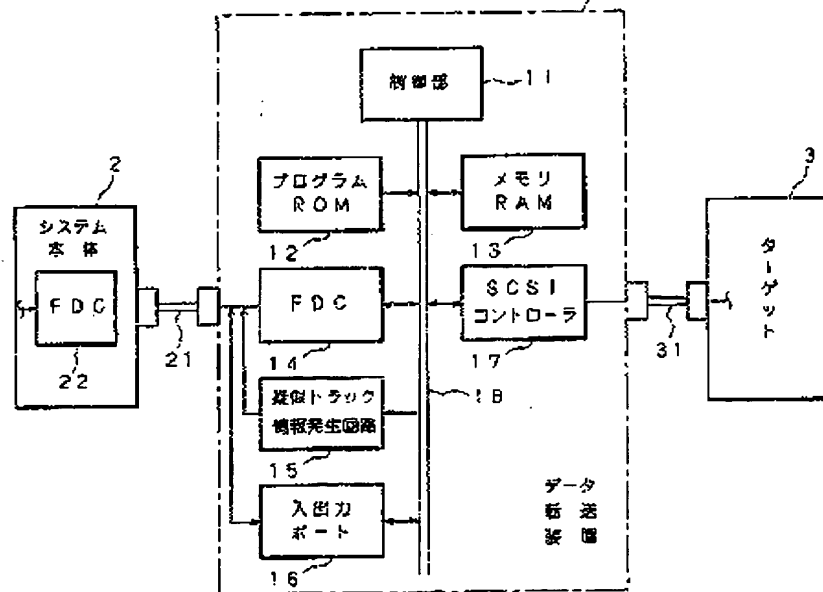 制御部
11
プログラム
ROM
12
メモリ
RAM
13
2
システム
本体
FDC
22
21
FDC
14
SCSI
コントローラ
17
31
3
ターゲット
18
疑似トラック
情報発生回路
15
入出力
ポート
16
データ
転送
装置